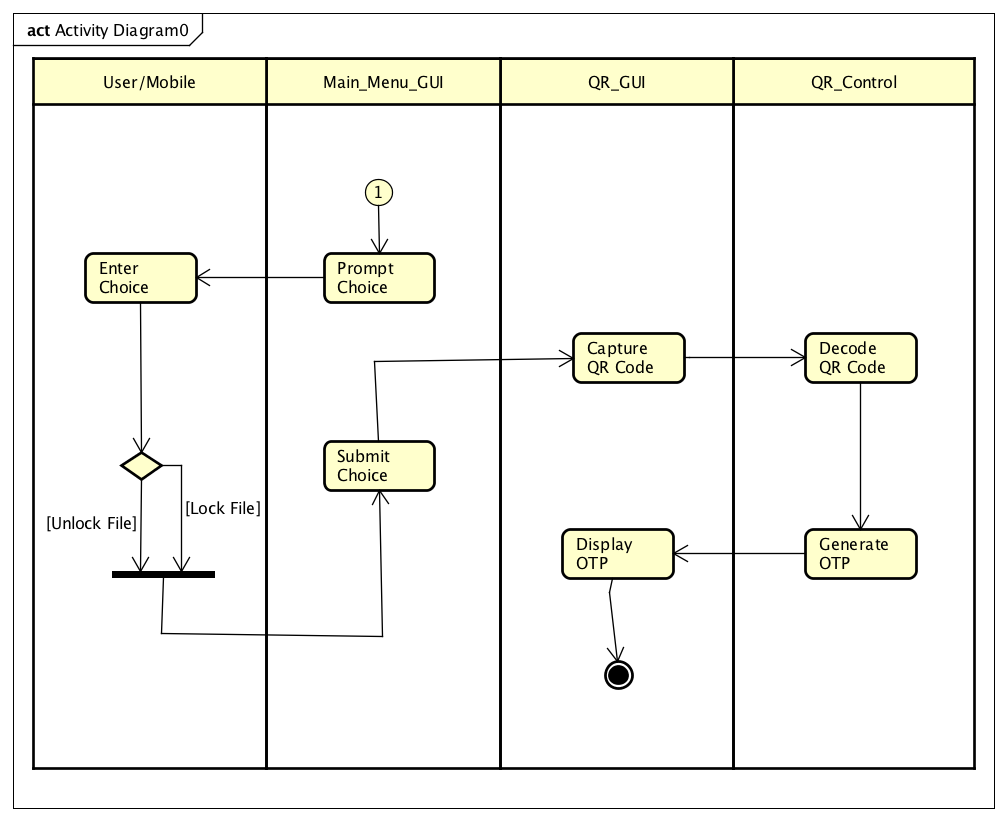 act Activity Diagram0
User/Mobile
Main_Menu_GUI
QR_GUI
QR_Control
1
Enter
Choice
Prompt
Choice
Capture
QR Code
Decode
QR Code
Submit
Choice
[Lock File]
[Unlock File]
Display
OTP
Generate
OTP